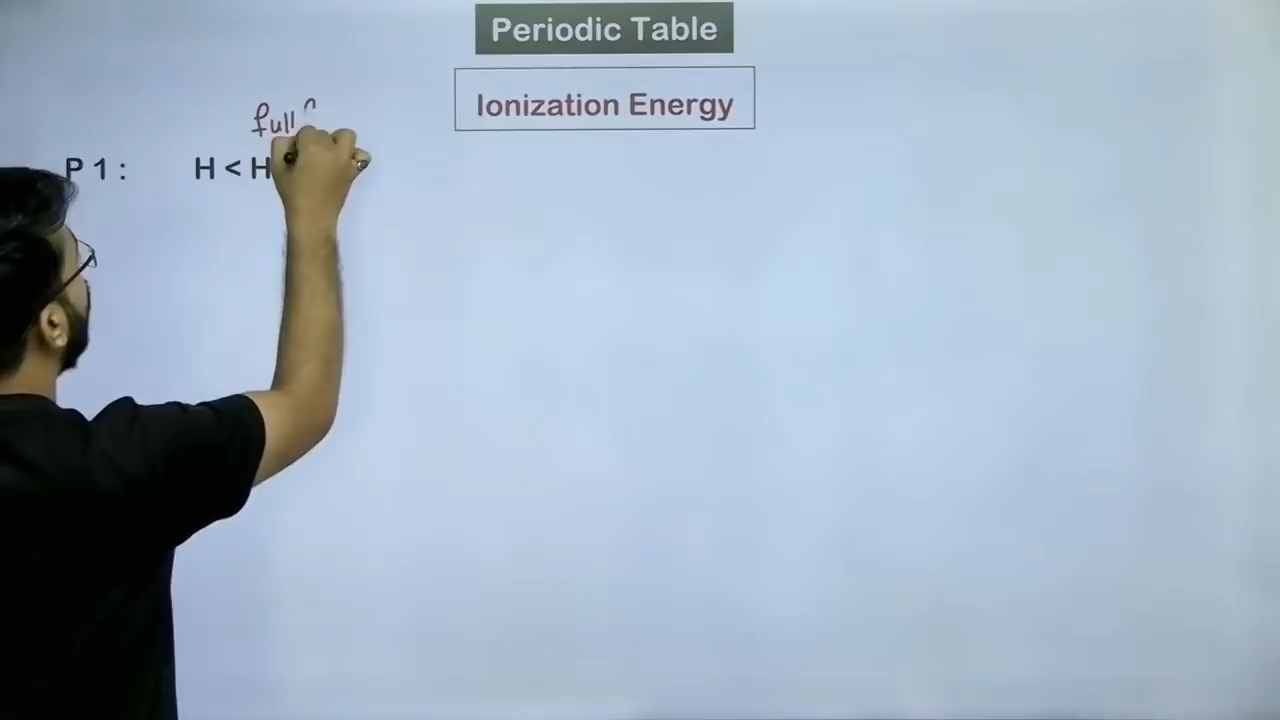 Periodic Table
Ionization Energy
full
P 1 : H < H